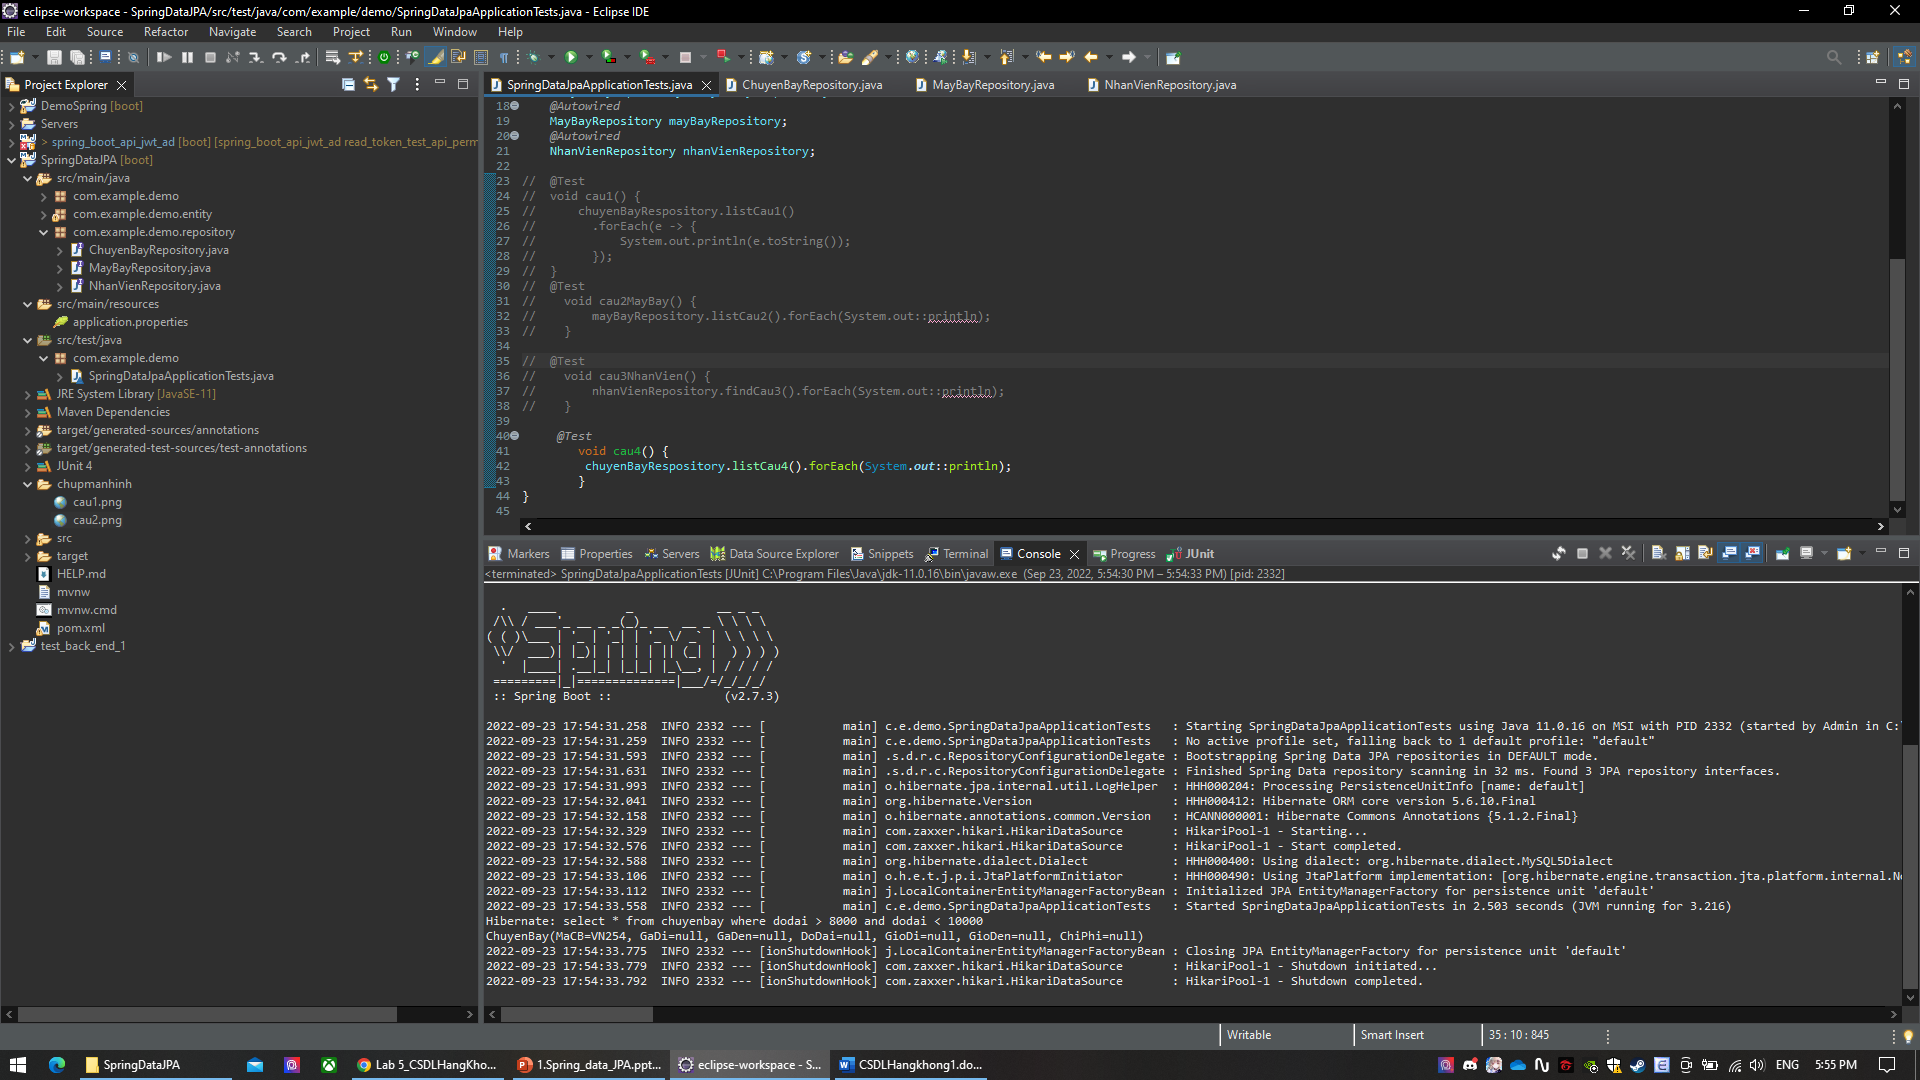 eclipse-workspace - SpringDataJPA/src/test/java/com/example/demo/SpringDataJpaApplicationTests.java - Eclipse IDE
File Edit Source Refactor Navigate Search Project Run Window Help
Project Explorer
DemoSpring [boot]
Servers
> spring_boot_api_jwt_ad [boot] [spring_boot_api_jwt_ad read_token_test_api_perm
SpringDataJPA [boot]
src/main/java
com.example.demo
com.example.demo.entity
com.example.demo.repository
ChuyenBayRepository.java
MayBayRepository.java
NhanVienRepository.java
src/main/resources
application.properties
src/test/java
com.example.demo
SpringDataJpaApplicationTests.java
JRE System Library [JavaSE-11]
Maven Dependencies
target/generated-sources/annotations
target/generated-test-sources/test-annotations
JUnit 4
chupmanhinh
cau1.png
cau2.png
src
target
HELP.md
mvnw
mvnw.cmd
pom.xml
test_back_end_1
SpringDataJpaApplicationTests.java ChuyenBayRepository.java MayBayRepository.java NhanVienRepository.java
18 @Autowired
19 MayBayRepository mayBayRepository;
20 @Autowired
21 NhanVienRepository nhanVienRepository;
22
23 // @Test
24 // void cau1() {
25 // chuyenBayRespository.listCau1()
26 // .forEach(e -> {
27 // System.out.println(e.toString());
28 // });
29 // }
30 // @Test
31 // void cau2MayBay() {
32 // mayBayRepository.listCau2().forEach(System.out::println);
33 // }
34
35 // @Test
36 // void cau3NhanVien() {
37 // nhanVienRepository.findCau3().forEach(System.out::println);
38 // }
39
40 @Test
41 void cau4() {
42 chuyenBayRespository.listCau4().forEach(System.out::println);
43 }
44 }
45
Markers Properties Servers Data Source Explorer Snippets Terminal Console Progress JUnit
<terminated> SpringDataJpaApplicationTests [JUnit] C:\Program Files\Java\jdk-11.0.16\bin\javaw.exe (Sep 23, 2022, 5:54:30 PM – 5:54:33 PM) [pid: 2332]
Spring
:: Spring Boot :: (v2.7.3)
2022-09-23 17:54:31.258 INFO 2332 --- [ main] c.e.demo.SpringDataJpaApplicationTests : Starting SpringDataJpaApplicationTests using Java 11.0.16 on MSI with PID 2332 (started by Admin in C:
2022-09-23 17:54:31.259 INFO 2332 --- [ main] c.e.demo.SpringDataJpaApplicationTests : No active profile set, falling back to 1 default profile: "default"
2022-09-23 17:54:31.593 INFO 2332 --- [ main] .s.d.r.c.RepositoryConfigurationDelegate : Bootstrapping Spring Data JPA repositories in DEFAULT mode.
2022-09-23 17:54:31.631 INFO 2332 --- [ main] .s.d.r.c.RepositoryConfigurationDelegate : Finished Spring Data repository scanning in 32 ms. Found 3 JPA repository interfaces.
2022-09-23 17:54:31.993 INFO 2332 --- [ main] o.hibernate.jpa.internal.util.LogHelper : HHH000204: Processing PersistenceUnitInfo [name: default]
2022-09-23 17:54:32.041 INFO 2332 --- [ main] org.hibernate.Version : HHH000412: Hibernate ORM core version 5.6.10.Final
2022-09-23 17:54:32.158 INFO 2332 --- [ main] o.hibernate.annotations.common.Version : HCANN000001: Hibernate Commons Annotations {5.1.2.Final}
2022-09-23 17:54:32.329 INFO 2332 --- [ main] com.zaxxer.hikari.HikariDataSource : HikariPool-1 - Starting...
2022-09-23 17:54:32.576 INFO 2332 --- [ main] com.zaxxer.hikari.HikariDataSource : HikariPool-1 - Start completed.
2022-09-23 17:54:32.588 INFO 2332 --- [ main] org.hibernate.dialect.Dialect : HHH000400: Using dialect: org.hibernate.dialect.MySQL5Dialect
2022-09-23 17:54:33.106 INFO 2332 --- [ main] o.h.e.t.j.p.i.JtaPlatformInitiator : HHH000490: Using JtaPlatform implementation: [org.hibernate.engine.transaction.jta.platform.internal.No
2022-09-23 17:54:33.112 INFO 2332 --- [ main] j.LocalContainerEntityManagerFactoryBean : Initialized JPA EntityManagerFactory for persistence unit 'default'
2022-09-23 17:54:33.558 INFO 2332 --- [ main] c.e.demo.SpringDataJpaApplicationTests : Started SpringDataJpaApplicationTests in 2.503 seconds (JVM running for 3.216)
Hibernate: select * from chuyenbay where dodai > 8000 and dodai < 10000
ChuyenBay(MaCB=VN254, GaDi=null, GaDen=null, DoDai=null, GioDi=null, GioDen=null, ChiPhi=null)
2022-09-23 17:54:33.775 INFO 2332 --- [ionShutdownHook] j.LocalContainerEntityManagerFactoryBean : Closing JPA EntityManagerFactory for persistence unit 'default'
2022-09-23 17:54:33.779 INFO 2332 --- [ionShutdownHook] com.zaxxer.hikari.HikariDataSource : HikariPool-1 - Shutdown initiated...
2022-09-23 17:54:33.792 INFO 2332 --- [ionShutdownHook] com.zaxxer.hikari.HikariDataSource : HikariPool-1 - Shutdown completed.
Writable Smart Insert 35 : 10 : 845
SpringDataJPA Lab 5_CSDLHangKho... 1.Spring_data_JPA.ppt... eclipse-workspace - S... CSDLHangkhong1.do... ENG 5:55 PM